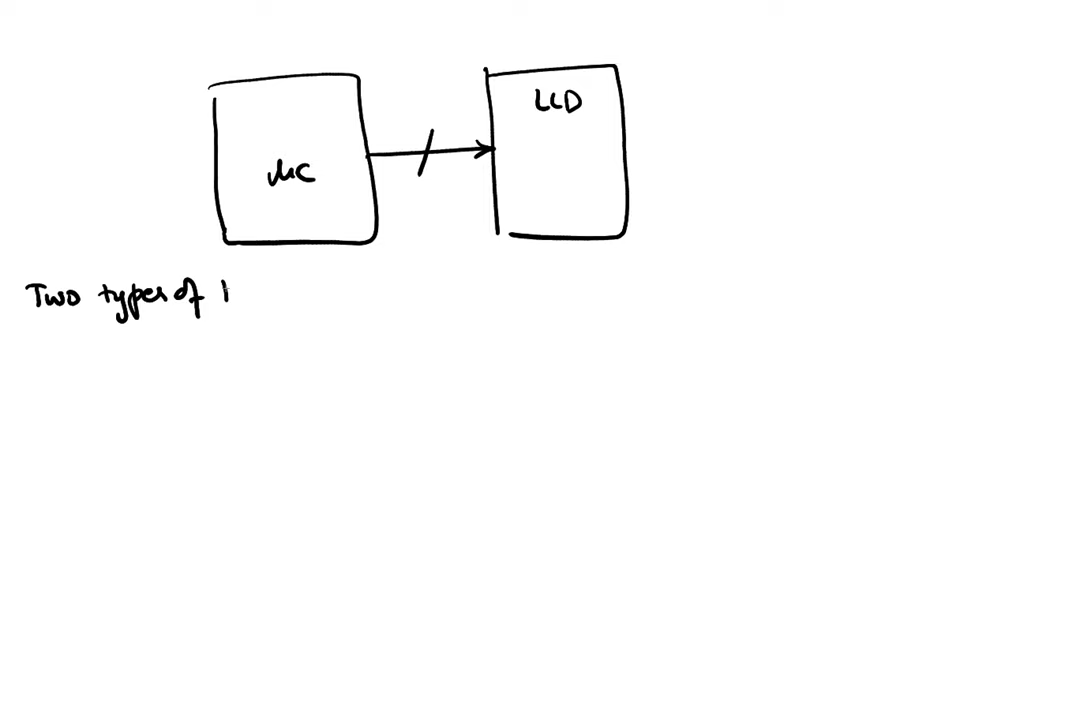 μC
LCD
Two types of